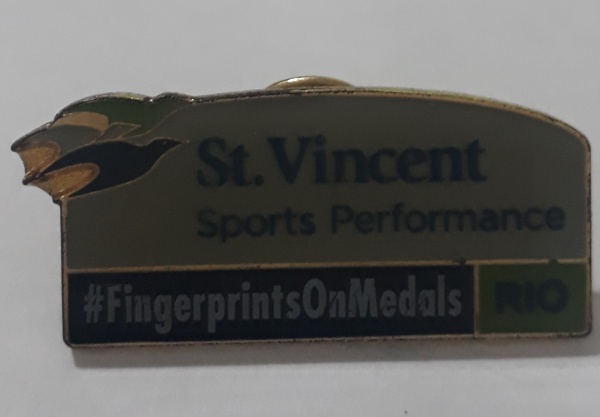 St. Vincent
Sports Performance
#FingerprintsOnMedals RIO